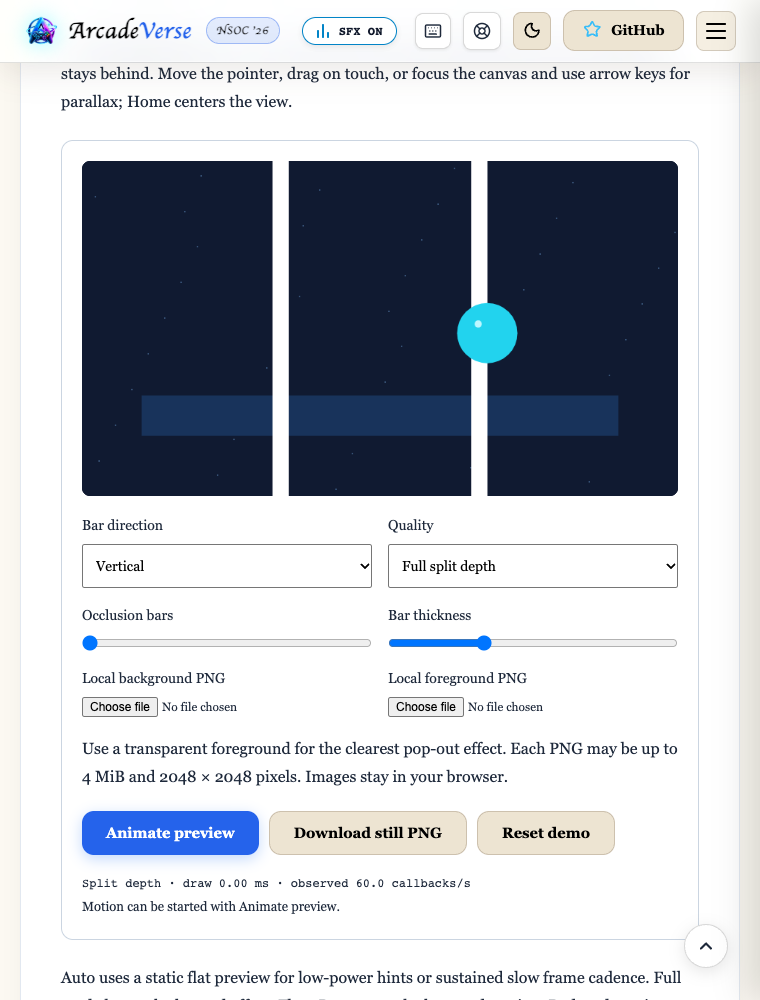 ArcadeVerse NSOC '26 SFX ON GitHub
stays behind. Move the pointer, drag on touch, or focus the canvas and use arrow keys for
parallax; Home centers the view.
Bar direction Quality
Vertical Full split depth
Occlusion bars Bar thickness
Local background PNG Local foreground PNG
Choose file No file chosen Choose file No file chosen
Use a transparent foreground for the clearest pop-out effect. Each PNG may be up to
4 MiB and 2048 × 2048 pixels. Images stay in your browser.
Animate preview Download still PNG Reset demo
Split depth · draw 0.00 ms · observed 60.0 callbacks/s
Motion can be started with Animate preview.
Auto uses a static flat preview for low-power hints or sustained slow frame cadence. Full